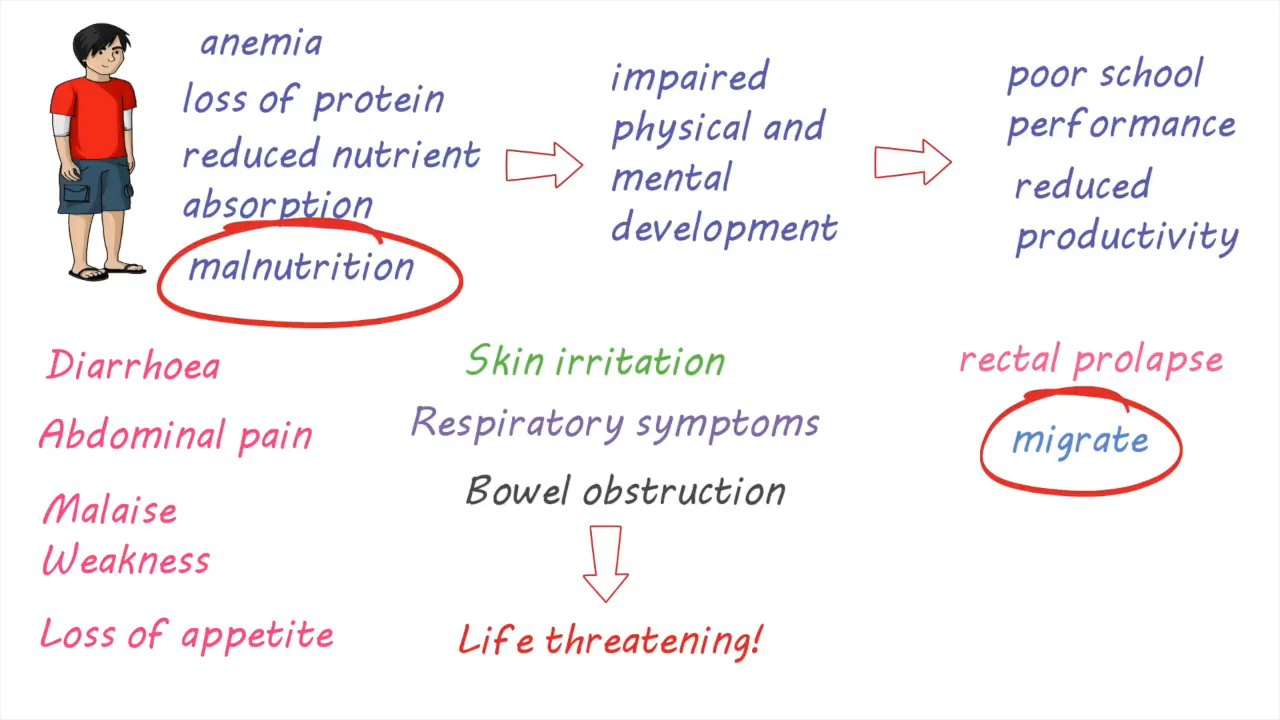 anemia
loss of protein
reduced nutrient
absorption
malnutrition
impaired
physical and
mental
development
poor school
performance
reduced
productivity
Diarrhoea
Abdominal pain
Malaise
Weakness
Loss of appetite
Skin irritation
Respiratory symptoms
Bowel obstruction
Life threatening!
rectal prolapse
migrate